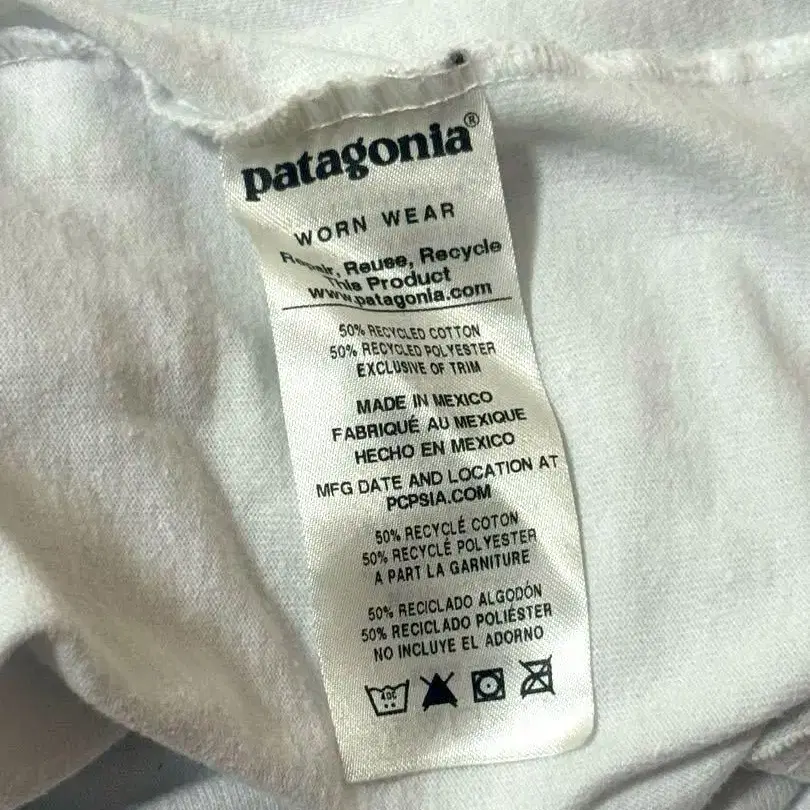 patagonia®
WORN WEAR
Repair, Reuse, Recycle
This Product
www.patagonia.com
50% RECYCLED COTTON
50% RECYCLED POLYESTER
EXCLUSIVE OF TRIM
MADE IN MEXICO
FABRIQUÉ AU MEXIQUE
HECHO EN MEXICO
MFG DATE AND LOCATION AT
PCPSIA.COM
50% RECYCLÉ COTON
50% RECYCLÉ POLYESTER
A PART LA GARNITURE
50% RECICLADO ALGODÓN
50% RECICLADO POLIÉSTER
NO INCLUYE EL ADORNO